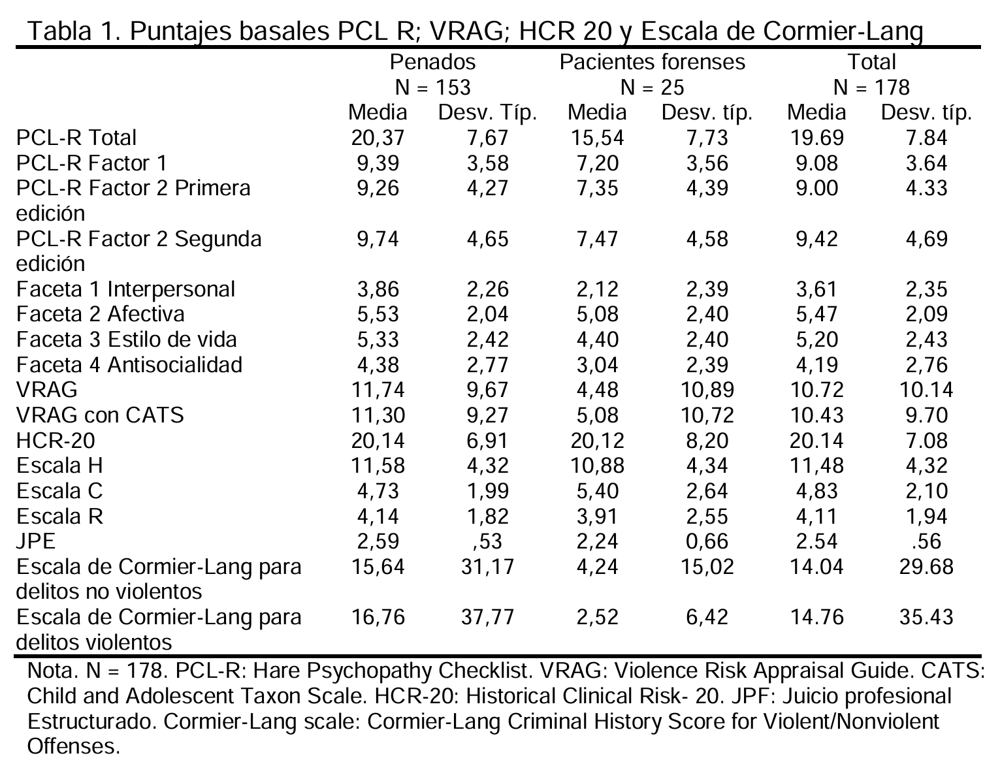 Tabla 1. Puntajes basales PCL R; VRAG; HCR 20 y Escala de Cormier-Lang
Penados Pacientes forenses Total
N = 153 N = 25 N = 178
Media Desv. Típ. Media Desv. típ. Media Desv. típ.
PCL-R Total 20,37 7,67 15,54 7,73 19.69 7.84
PCL-R Factor 1 9,39 3,58 7,20 3,56 9.08 3.64
PCL-R Factor 2 Primera 9,26 4,27 7,35 4,39 9.00 4.33
edición
PCL-R Factor 2 Segunda 9,74 4,65 7,47 4,58 9,42 4,69
edición
Faceta 1 Interpersonal 3,86 2,26 2,12 2,39 3,61 2,35
Faceta 2 Afectiva 5,53 2,04 5,08 2,40 5,47 2,09
Faceta 3 Estilo de vida 5,33 2,42 4,40 2,40 5,20 2,43
Faceta 4 Antisocialidad 4,38 2,77 3,04 2,39 4,19 2,76
VRAG 11,74 9,67 4,48 10,89 10.72 10.14
VRAG con CATS 11,30 9,27 5,08 10,72 10.43 9.70
HCR-20 20,14 6,91 20,12 8,20 20.14 7.08
Escala H 11,58 4,32 10,88 4,34 11,48 4,32
Escala C 4,73 1,99 5,40 2,64 4,83 2,10
Escala R 4,14 1,82 3,91 2,55 4,11 1,94
JPE 2,59 ,53 2,24 0,66 2.54 .56
Escala de Cormier-Lang para 15,64 31,17 4,24 15,02 14.04 29.68
delitos no violentos
Escala de Cormier-Lang para 16,76 37,77 2,52 6,42 14.76 35.43
delitos violentos
Nota. N = 178. PCL-R: Hare Psychopathy Checklist. VRAG: Violence Risk Appraisal Guide. CATS:
Child and Adolescent Taxon Scale. HCR-20: Historical Clinical Risk- 20. JPF: Juicio profesional
Estructurado. Cormier-Lang scale: Cormier-Lang Criminal History Score for Violent/Nonviolent
Offenses.